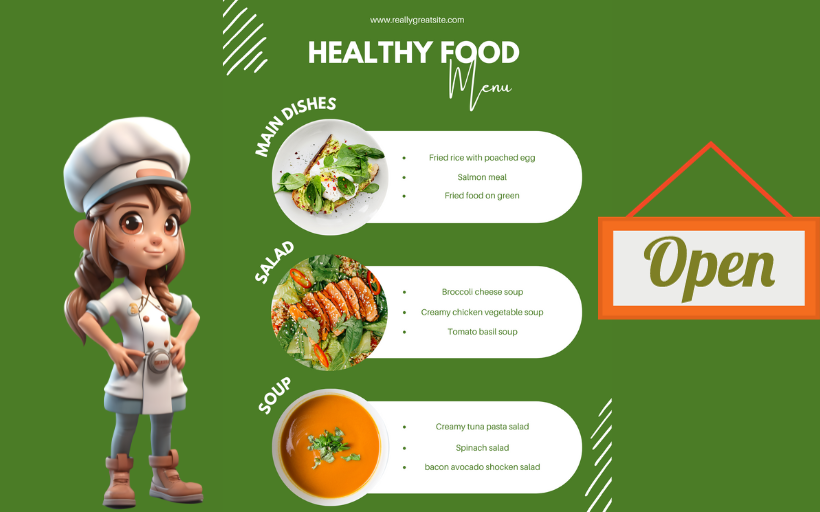 www.reallygreatsite.com
HEALTHY FOOD
Menu
MAIN DISHES
Fried rice with poached egg
Salmon meal
Fried food on green
SALAD
Broccoli cheese soup
Creamy chicken vegetable soup
Tomato basil soup
SOUP
Creamy tuna pasta salad
Spinach salad
bacon avocado shocken salad
Open